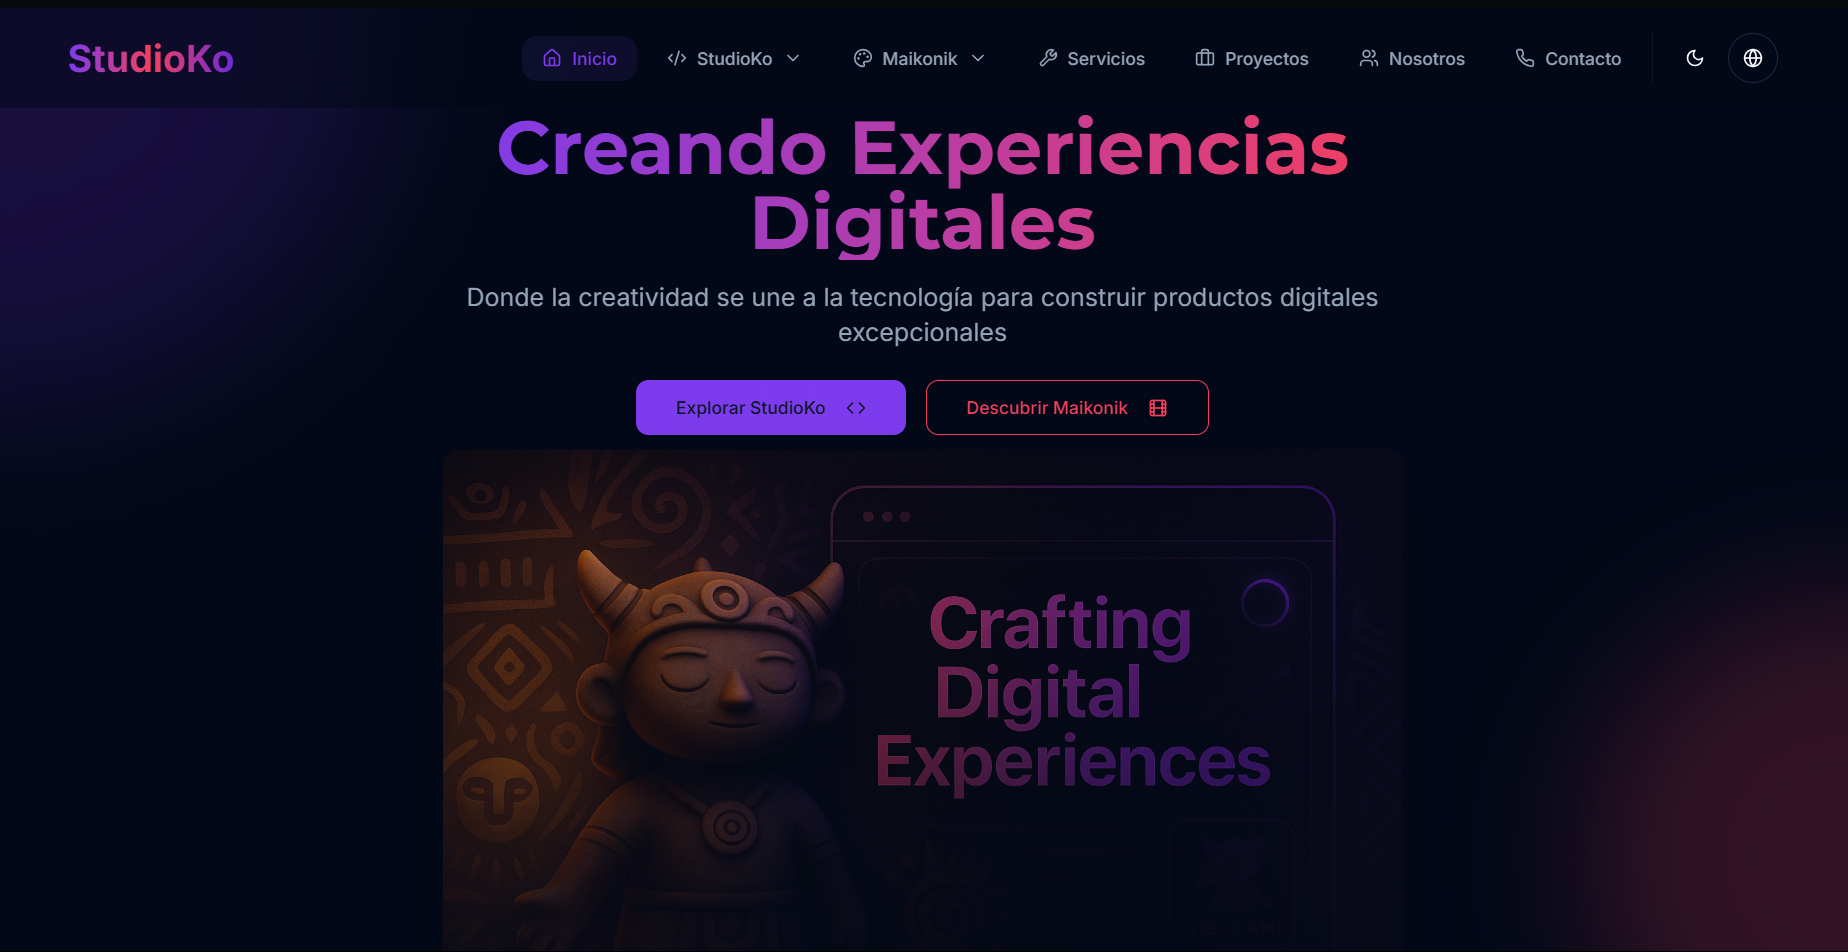 StudioKo
Inicio
StudioKo
Maikonik
Servicios
Proyectos
Nosotros
Contacto
Creando Experiencias
Digitales
Donde la creatividad se une a la tecnología para construir productos digitales
excepcionales
Explorar StudioKo
Descubrir Maikonik
Crafting
Digital
Experiences